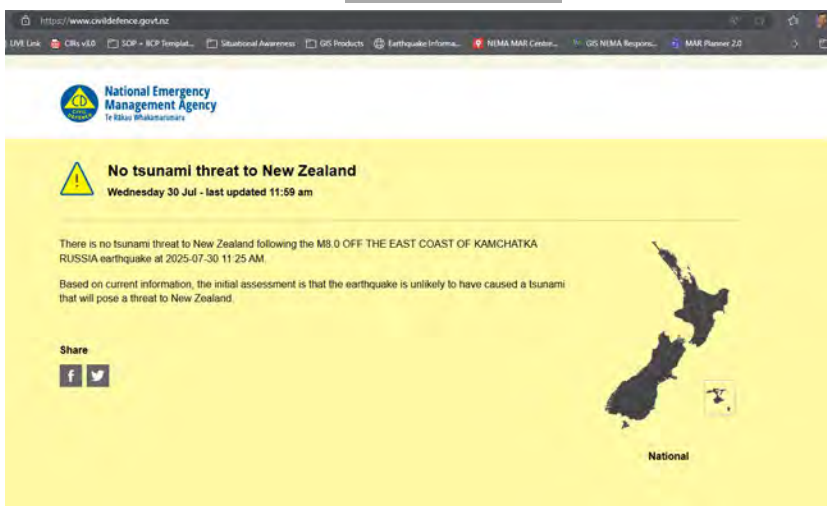 https://www.civildefence.govt.nz
LIVE Link CIRs v3.0 SOP + BCP Templat... Situational Awareness GIS Products Earthquake Informa... NEMA MAR Centre... GIS NEMA Respons... MAR Planner 2.0
National Emergency
Management Agency
Te Rākau Whakamarumaru
CD
CIVIL
DEFENCE
No tsunami threat to New Zealand
Wednesday 30 Jul - last updated 11:59 am
There is no tsunami threat to New Zealand following the M8.0 OFF THE EAST COAST OF KAMCHATKA
RUSSIA earthquake at 2025-07-30 11:25 AM.
Based on current information, the initial assessment is that the earthquake is unlikely to have caused a tsunami
that will pose a threat to New Zealand.
Share
National